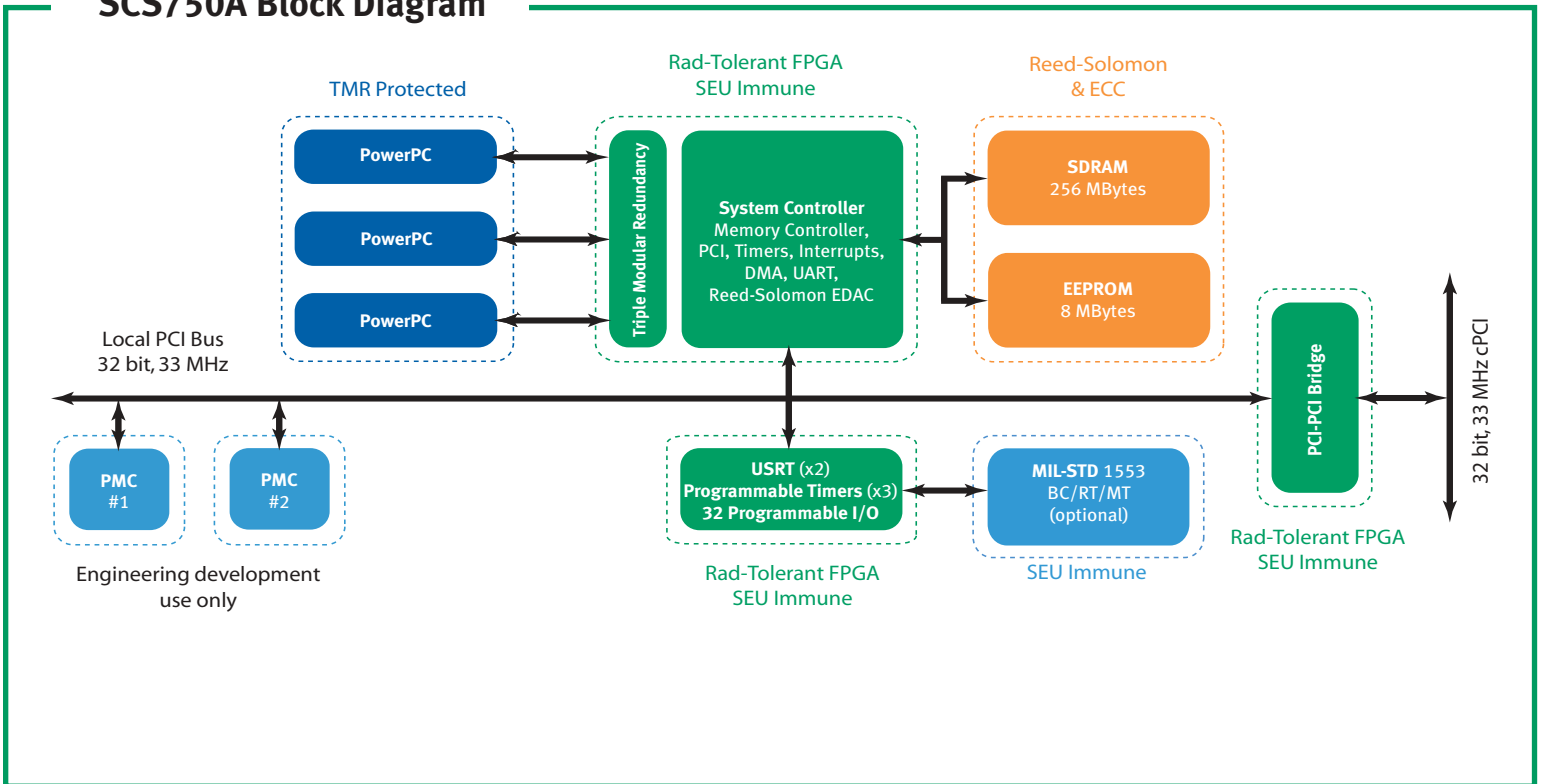 SCS750A Block Diagram
TMR Protected
PowerPC
PowerPC
PowerPC
Rad-Tolerant FPGA
SEU Immune
Triple Modular Redundancy
System Controller
Memory Controller,
PCI, Timers, Interrupts,
DMA, UART,
Reed-Solomon EDAC
Reed-Solomon
& ECC
SDRAM
256 MBytes
EEPROM
8 MBytes
Local PCI Bus
32 bit, 33 MHz
PCI-PCI Bridge
32 bit, 33 MHz cPCI
Rad-Tolerant FPGA
SEU Immune
PMC
#1
PMC
#2
Engineering development
use only
USRT (x2)
Programmable Timers (x3)
32 Programmable I/O
Rad-Tolerant FPGA
SEU Immune
MIL-STD 1553
BC/RT/MT
(optional)
SEU Immune